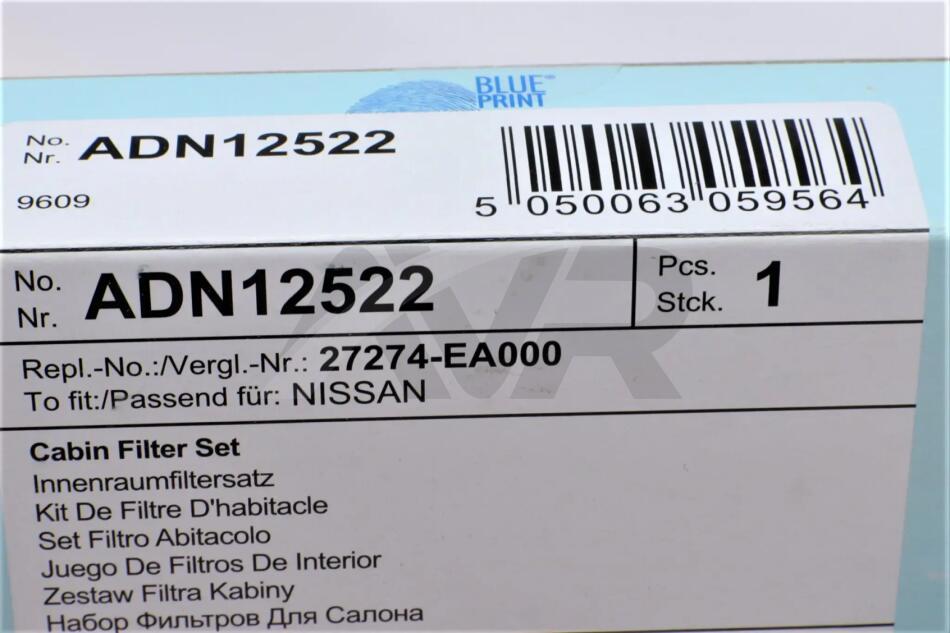 BLUE
PRINT
No.
Nr. ADN12522
9609
5 050063 059564
No.
Nr. ADN12522
Pcs.
Stck. 1
Repl.-No.:/Vergl.-Nr.: 27274-EA000
To fit:/Passend für: NISSAN
Cabin Filter Set
Innenraumfiltersatz
Kit De Filtre D'habitacle
Set Filtro Abitacolo
Juego De Filtros De Interior
Zestaw Filtra Kabiny
Набор Фильтров Для Салона